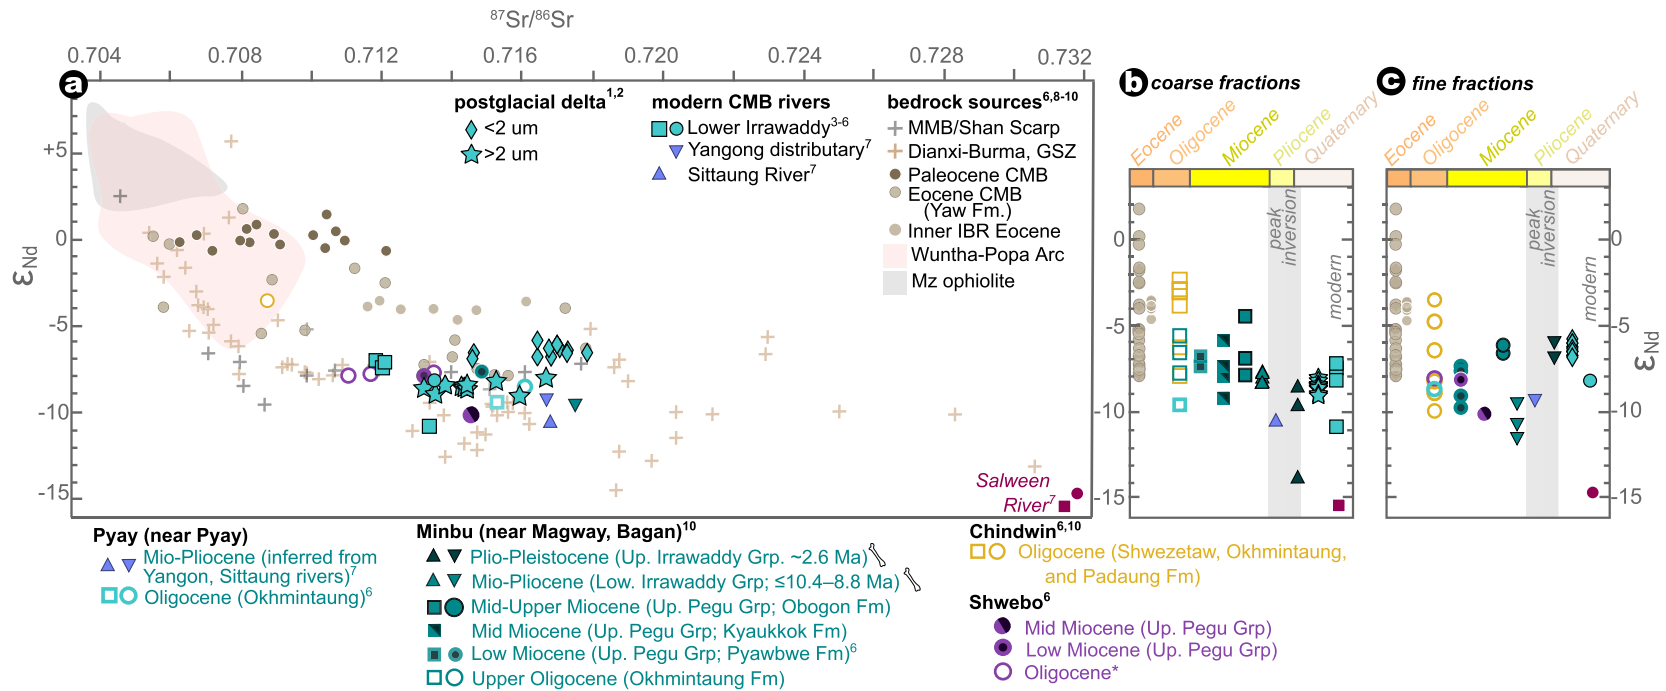 87Sr/86Sr
0.704 0.708 0.712 0.716 0.720 0.724 0.728 0.732
a
postglacial delta1,2
<2 um
>2 um
modern CMB rivers
Lower Irrawaddy3-6
Yangong distributary7
Sittaung River7
bedrock sources6,8-10
MMB/Shan Scarp
Dianxi-Burma, GSZ
Paleocene CMB
Eocene CMB
(Yaw Fm.)
Inner IBR Eocene
Wuntha-Popa Arc
Mz ophiolite
+5
0
-5
-10
-15
εNd
Salween
River7
b coarse fractions
Eocene
Oligocene
Miocene
Pliocene
Quaternary
peak
inversion
modern
0
-5
-10
-15
c fine fractions
Eocene
Oligocene
Miocene
Pliocene
Quaternary
peak
inversion
modern
0
-5
-10
-15
εNd
Pyay (near Pyay)
Mio-Pliocene (inferred from
Yangon, Sittaung rivers)7
Oligocene (Okhmintaung)6
Minbu (near Magway, Bagan)10
Plio-Pleistocene (Up. Irrawaddy Grp. ~2.6 Ma)
Mio-Pliocene (Low. Irrawaddy Grp; ≤10.4–8.8 Ma)
Mid-Upper Miocene (Up. Pegu Grp; Obogon Fm)
Mid Miocene (Up. Pegu Grp; Kyaukkok Fm)
Low Miocene (Up. Pegu Grp; Pyawbwe Fm)6
Upper Oligocene (Okhmintaung Fm)
Chindwin6,10
Oligocene (Shwezetaw, Okhmintaung,
and Padaung Fm)
Shwebo6
Mid Miocene (Up. Pegu Grp)
Low Miocene (Up. Pegu Grp)
Oligocene*